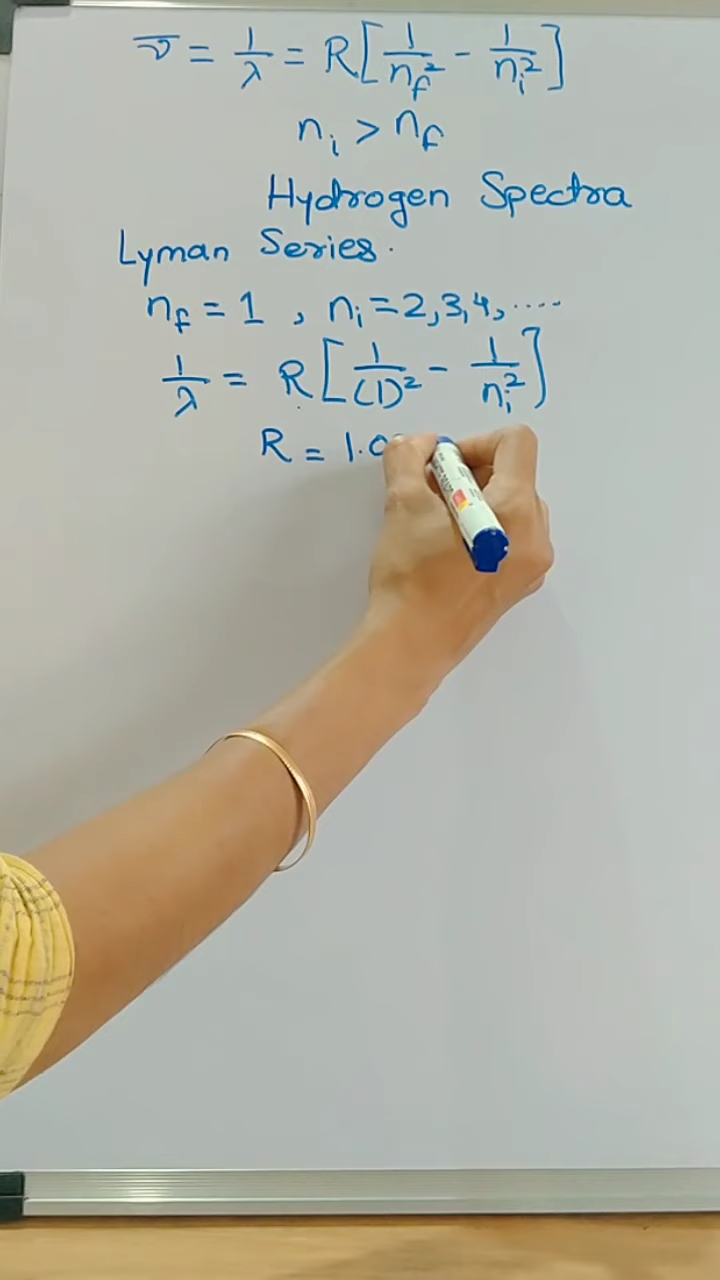 ν̅ = 1/λ = R[1/n_f² - 1/n_i²]
n_i > n_f
Hydrogen Spectra
Lyman Series.
n_f = 1 , n_i = 2,3,4, ....
1/λ = R[1/(1)² - 1/n_i²]
R = 1.0